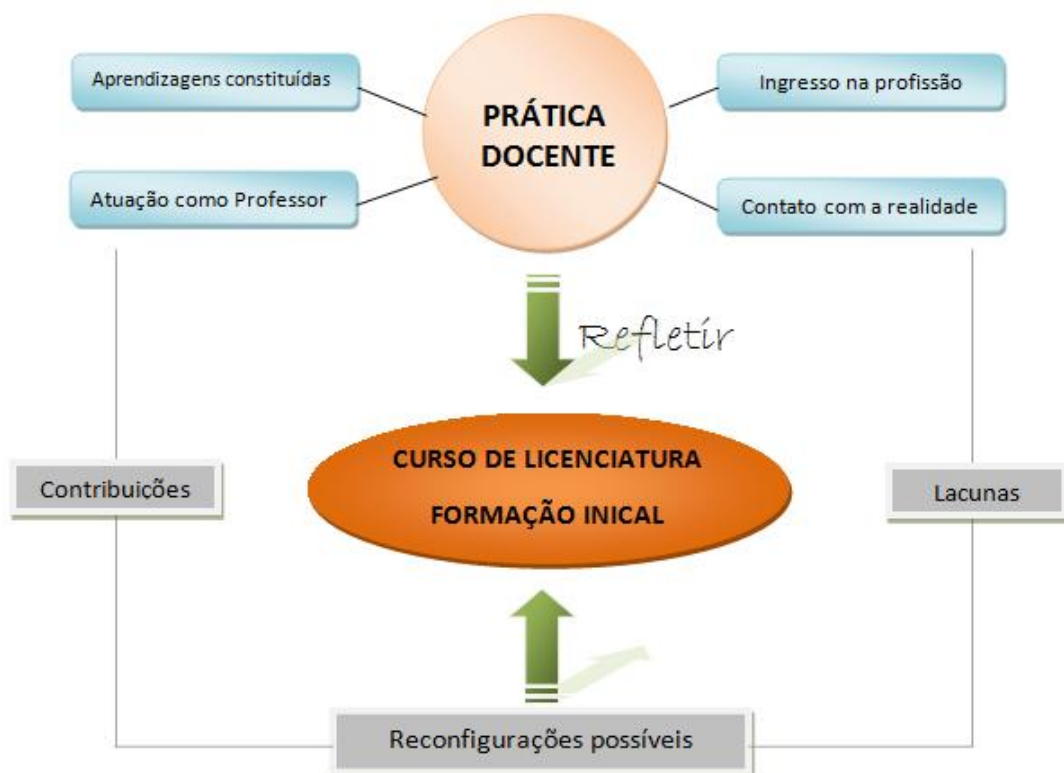 Aprendizagens constituídas
PRÁTICA
DOCENTE
Ingresso na profissão
Atuação como Professor
Contato com a realidade
Refletir
CURSO DE LICENCIATURA
FORMAÇÃO INICAL
Contribuições
Lacunas
Reconfigurações possíveis